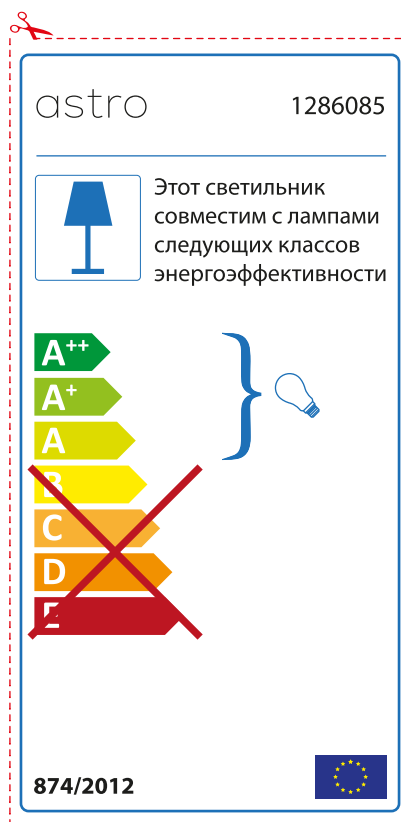 astro
1286085
Этот светильник
совместим с лампами
следующих классов
энергоэффективности
A++
A+
A
B
C
D
E
874/2012